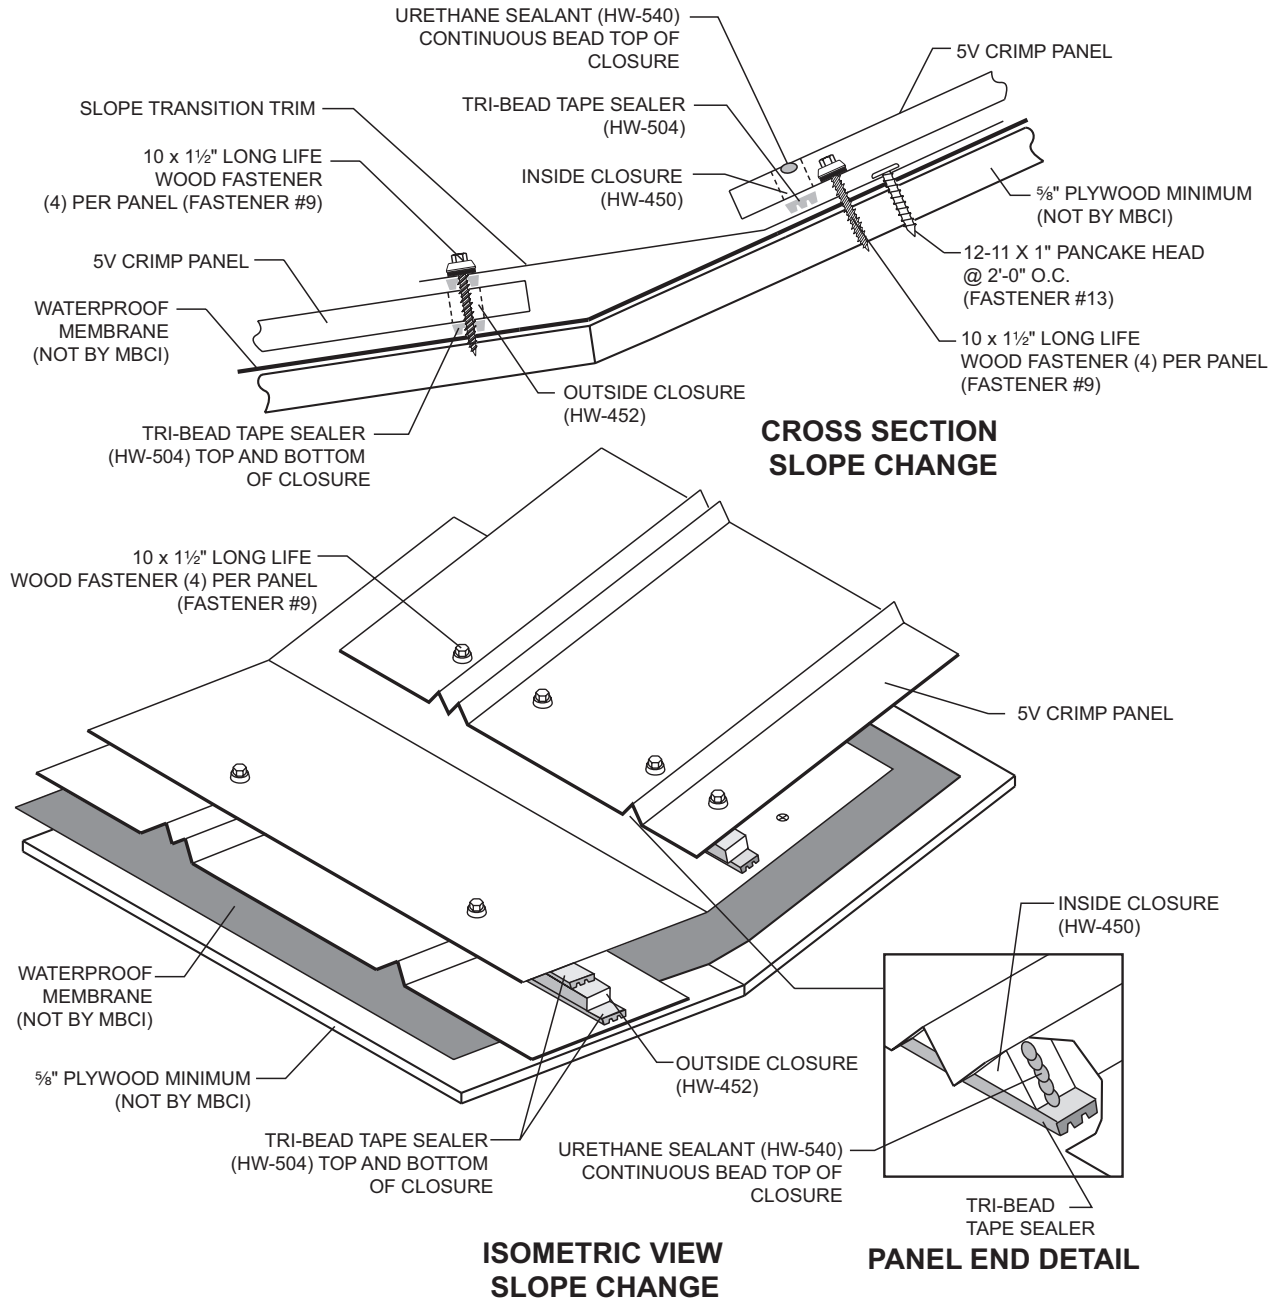 URETHANE SEALANT (HW-540)
CONTINUOUS BEAD TOP OF
CLOSURE
5V CRIMP PANEL
SLOPE TRANSITION TRIM
TRI-BEAD TAPE SEALER
(HW-504)
10 x 1½" LONG LIFE
WOOD FASTENER
(4) PER PANEL (FASTENER #9)
INSIDE CLOSURE
(HW-450)
⅝" PLYWOOD MINIMUM
(NOT BY MBCI)
5V CRIMP PANEL
12-11 X 1" PANCAKE HEAD
@ 2'-0" O.C.
(FASTENER #13)
WATERPROOF
MEMBRANE
(NOT BY MBCI)
10 x 1½" LONG LIFE
WOOD FASTENER (4) PER PANEL
(FASTENER #9)
OUTSIDE CLOSURE
(HW-452)
TRI-BEAD TAPE SEALER
(HW-504) TOP AND BOTTOM
OF CLOSURE
CROSS SECTION
SLOPE CHANGE
10 x 1½" LONG LIFE
WOOD FASTENER (4) PER PANEL
(FASTENER #9)
5V CRIMP PANEL
INSIDE CLOSURE
(HW-450)
WATERPROOF
MEMBRANE
(NOT BY MBCI)
⅝" PLYWOOD MINIMUM
(NOT BY MBCI)
OUTSIDE CLOSURE
(HW-452)
TRI-BEAD TAPE SEALER
(HW-504) TOP AND BOTTOM
OF CLOSURE
URETHANE SEALANT (HW-540)
CONTINUOUS BEAD TOP OF
CLOSURE
TRI-BEAD
TAPE SEALER
ISOMETRIC VIEW
SLOPE CHANGE
PANEL END DETAIL